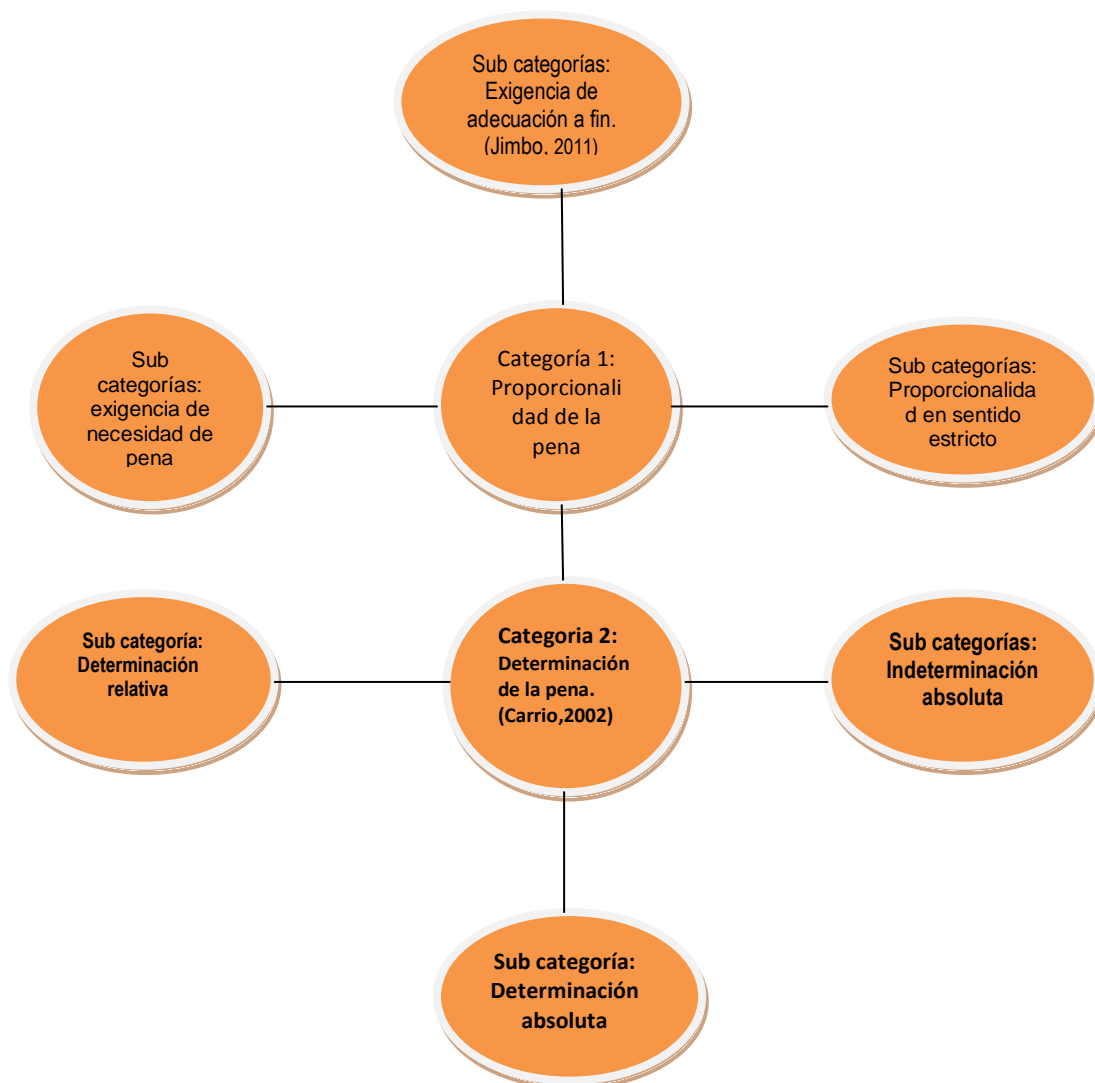 Sub categorías:
Exigencia de
adecuación a fin.
(Jimbo, 2011)
Sub
categorías:
exigencia de
necesidad de
pena
Categoría 1:
Proporcionali
dad de la
pena
Sub categorías:
Proporcionalida
d en sentido
estricto
Sub categoría:
Determinación
relativa
Categoria 2:
Determinación
de la pena.
(Carrio,2002)
Sub categorías:
Indeterminación
absoluta
Sub categoría:
Determinación
absoluta